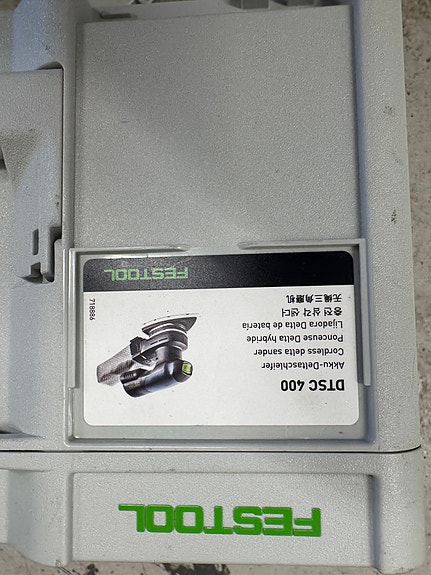 FESTOOL
DTSC 400
Akku-Deltaschleifer
Cordless delta sander
Ponceuse Delta hybride
Lijadora Delta de batería
충전 삼각 샌더
无绳三角磨机
718886
FESTOOL